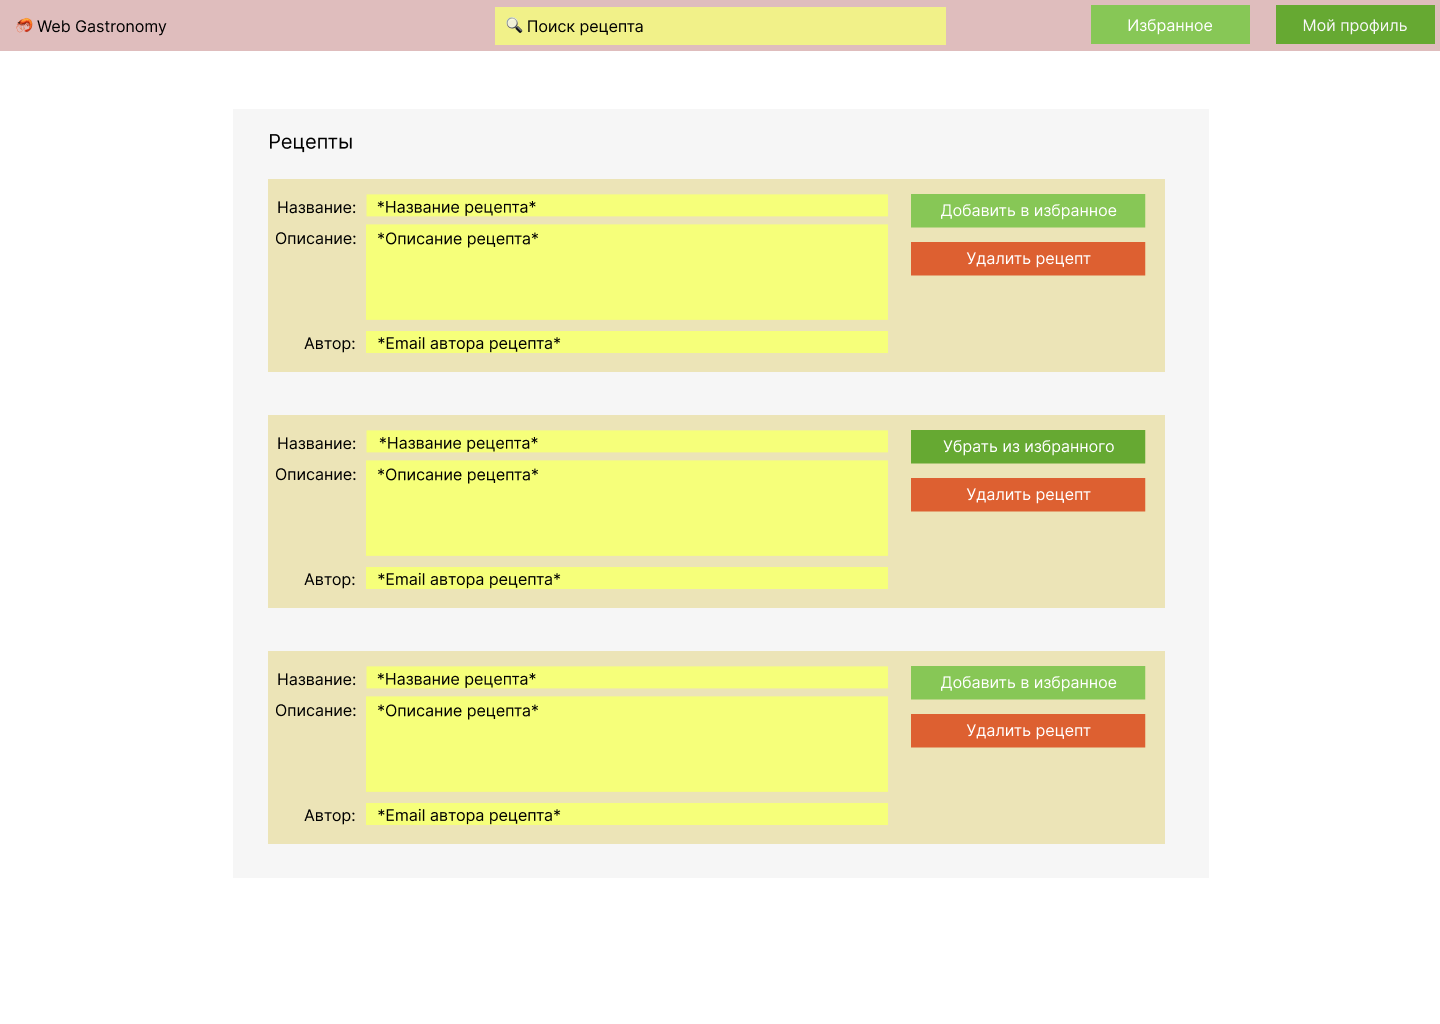 🦐 Web Gastronomy
🔍 Поиск рецепта
Избранное
Мой профиль
Рецепты
Название: *Название рецепта*
Добавить в избранное
Описание: *Описание рецепта*
Удалить рецепт
Автор: *Email автора рецепта*
Название: *Название рецепта*
Убрать из избранного
Описание: *Описание рецепта*
Удалить рецепт
Автор: *Email автора рецепта*
Название: *Название рецепта*
Добавить в избранное
Описание: *Описание рецепта*
Удалить рецепт
Автор: *Email автора рецепта*